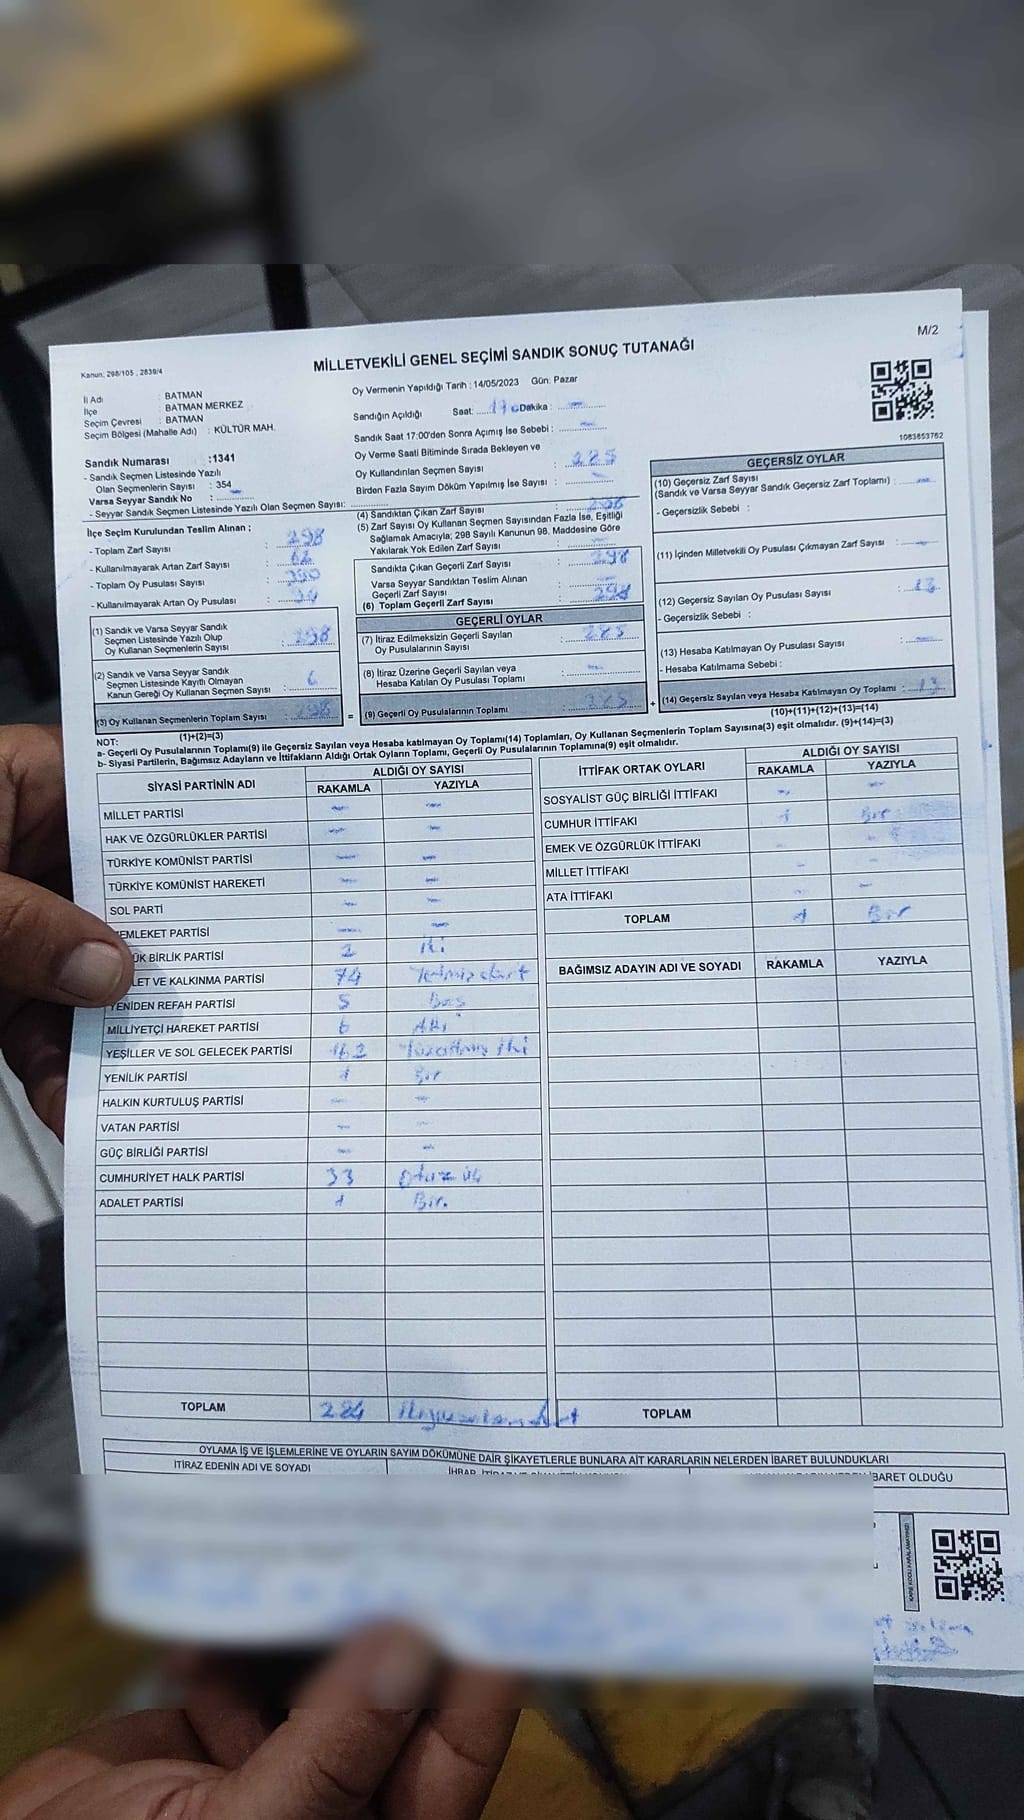 M/2
MİLLETVEKİLİ GENEL SEÇİMİ SANDIK SONUÇ TUTANAĞI
Kanun: 298/105 , 2839/4
İl Adı : BATMAN
İlçe : BATMAN MERKEZ
Seçim Çevresi : BATMAN
Seçim Bölgesi (Mahalle Adı) : KÜLTÜR MAH.
Oy Vermenin Yapıldığı Tarih : 14/05/2023 Gün: Pazar
Sandığın Açıldığı Saat: Dakika : -
Sandık Saat 17:00'den Sonra Açımış İse Sebebi : -
Oy Verme Saati Bitiminde Sırada Bekleyen ve
Oy Kullandırılan Seçmen Sayısı : 285
Birden Fazla Sayım Döküm Yapılmış İse Sayısı : -
1083653762
Sandık Numarası :1341
- Sandık Seçmen Listesinde Yazılı
Olan Seçmenlerin Sayısı : 354
Varsa Seyyar Sandık No : -
- Seyyar Sandık Seçmen Listesinde Yazılı Olan Seçmen Sayısı:
İlçe Seçim Kurulundan Teslim Alınan ;
- Toplam Zarf Sayısı : 298
- Kullanılmayarak Artan Zarf Sayısı : 62
- Toplam Oy Pusulası Sayısı :
- Kullanılmayarak Artan Oy Pusulası :
(1) Sandık ve Varsa Seyyar Sandık
Seçmen Listesinde Yazılı Olup
Oy Kullanan Seçmenlerin Sayısı : 298
(2) Sandık ve Varsa Seyyar Sandık
Seçmen Listesinde Kayıtlı Olmayan
Kanun Gereği Oy Kullanan Seçmen Sayısı : 6
(3) Oy Kullanan Seçmenlerin Toplam Sayısı : 298
(1)+(2)=(3)
(4) Sandıktan Çıkan Zarf Sayısı :
(5) Zarf Sayısı Oy Kullanan Seçmen Sayısından Fazla İse, Eşitliği
Sağlamak Amacıyla; 298 Sayılı Kanunun 98. Maddesine Göre
Yakılarak Yok Edilen Zarf Sayısı : -
Sandıkta Çıkan Geçerli Zarf Sayısı : 298
Varsa Seyyar Sandıktan Teslim Alınan
Geçerli Zarf Sayısı : -
(6) Toplam Geçerli Zarf Sayısı : 298
GEÇERLİ OYLAR
(7) İtiraz Edilmeksizin Geçerli Sayılan
Oy Pusulalarının Sayısı : 285
(8) İtiraz Üzerine Geçerli Sayılan veya
Hesaba Katılan Oy Pusulası Toplamı : -
= (9) Geçerli Oy Pusulalarının Toplamı : 285
GEÇERSİZ OYLAR
(10) Geçersiz Zarf Sayısı
(Sandık ve Varsa Seyyar Sandık Geçersiz Zarf Toplamı) : -
- Geçersizlik Sebebi :
(11) İçinden Milletvekili Oy Pusulası Çıkmayan Zarf Sayısı : -
(12) Geçersiz Sayılan Oy Pusulası Sayısı : 13
- Geçersizlik Sebebi :
(13) Hesaba Katılmayan Oy Pusulası Sayısı : -
- Hesaba Katılmama Sebebi :
+ (14) Geçersiz Sayılan veya Hesaba Katılmayan Oy Toplamı : 13
(10)+(11)+(12)+(13)=(14)
NOT:
a- Geçerli Oy Pusulalarının Toplamı(9) ile Geçersiz Sayılan veya Hesaba katılmayan Oy Toplamı(14) Toplamları, Oy Kullanan Seçmenlerin Toplam Sayısına(3) eşit olmalıdır. (9)+(14)=(3)
b- Siyasi Partilerin, Bağımsız Adayların ve İttifakların Aldığı Ortak Oyların Toplamı, Geçerli Oy Pusulalarının Toplamına(9) eşit olmalıdır.
SİYASİ PARTİNİN ADI ALDIĞI OY SAYISI
RAKAMLA YAZIYLA
MİLLET PARTİSİ - -
HAK VE ÖZGÜRLÜKLER PARTİSİ - -
TÜRKİYE KOMÜNİST PARTİSİ - -
TÜRKİYE KOMÜNİST HAREKETİ - -
SOL PARTİ - -
EMLEKET PARTİSİ - -
ÜK BİRLİK PARTİSİ 2 iki
LET VE KALKINMA PARTİSİ 74 Yetmiş dört
YENİDEN REFAH PARTİSİ 5 Beş
MİLLİYETÇİ HAREKET PARTİSİ 6 Altı
YEŞİLLER VE SOL GELECEK PARTİSİ 162 Yüzaltmış iki
YENİLİK PARTİSİ 1 Bir
HALKIN KURTULUŞ PARTİSİ - -
VATAN PARTİSİ - -
GÜÇ BİRLİĞİ PARTİSİ - -
CUMHURİYET HALK PARTİSİ 33 Otuz üç
ADALET PARTİSİ 1 Bir.
TOPLAM 284
İTTİFAK ORTAK OYLARI ALDIĞI OY SAYISI
RAKAMLA YAZIYLA
SOSYALİST GÜÇ BİRLİĞİ İTTİFAKI - -
CUMHUR İTTİFAKI 1 Bir
EMEK VE ÖZGÜRLÜK İTTİFAKI - -
MİLLET İTTİFAKI - -
ATA İTTİFAKI - -
TOPLAM 1 Bir
BAĞIMSIZ ADAYIN ADI VE SOYADI RAKAMLA YAZIYLA
TOPLAM
OYLAMA İŞ VE İŞLEMLERİNE VE OYLARIN SAYIM DÖKÜMÜNE DAİR ŞİKAYETLERLE BUNLARA AİT KARARLARIN NELERDEN İBARET BULUNDUKLARI
İTİRAZ EDENİN ADI VE SOYADI
İBARET OLDUĞU